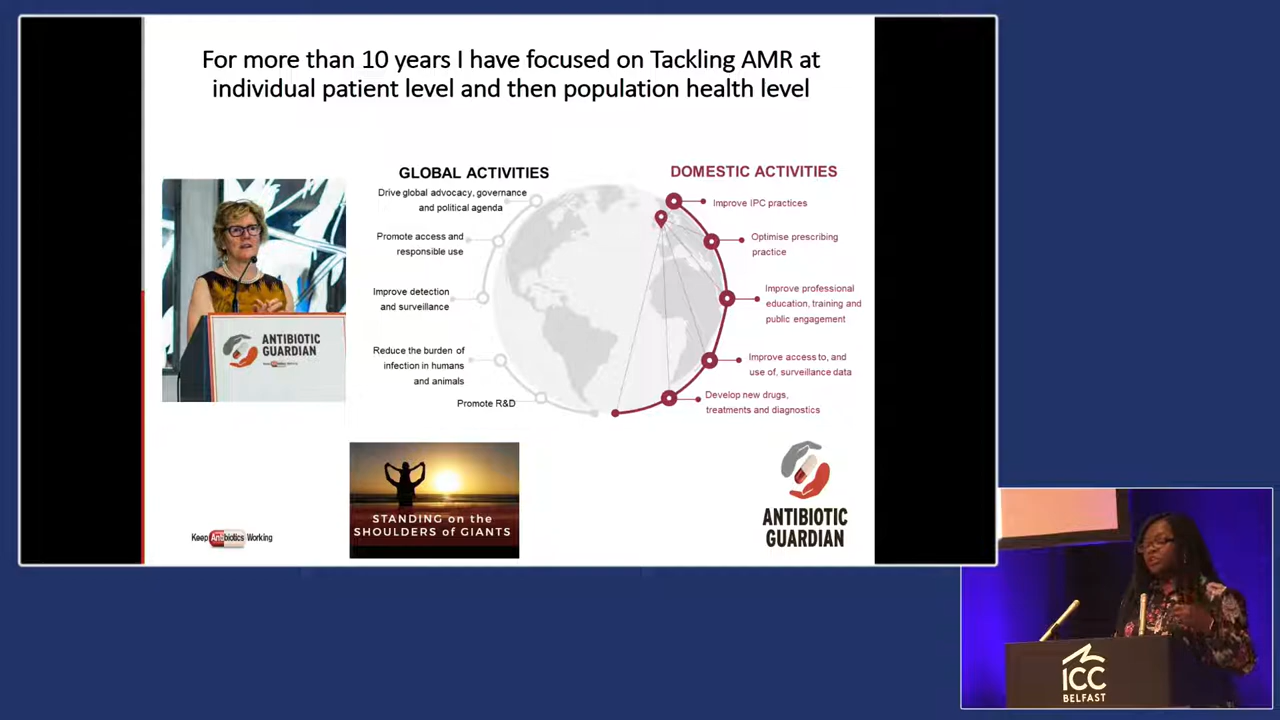 For more than 10 years I have focused on Tackling AMR at
individual patient level and then population health level
GLOBAL ACTIVITIES
Drive global advocacy, governance
and political agenda
Promote access and
responsible use
Improve detection
and surveillance
Reduce the burden of
infection in humans
and animals
Promote R&D
DOMESTIC ACTIVITIES
Improve IPC practices
Optimise prescribing
practice
Improve professional
education, training and
public engagement
Improve access to, and
use of, surveillance data
Develop new drugs,
treatments and diagnostics
ANTIBIOTIC
GUARDIAN
STANDING on the
SHOULDERS of GIANTS
Keep Antibiotics Working
ANTIBIOTIC
GUARDIAN
ICC
BELFAST